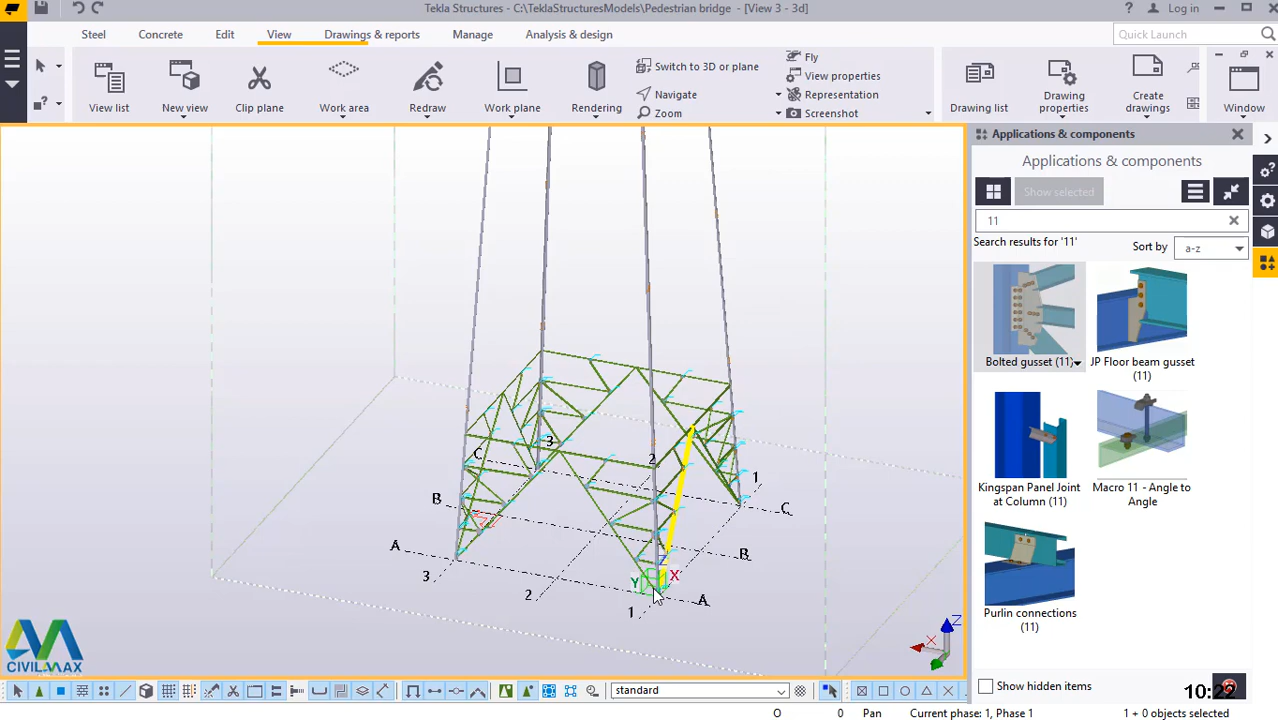 Tekla Structures - C:\TeklaStructuresModels\Pedestrian bridge - [View 3 - 3d]
Log in
Steel
Concrete
Edit
View
Drawings & reports
Manage
Analysis & design
Quick Launch
View list
New view
Clip plane
Work area
Redraw
Work plane
Rendering
Switch to 3D or plane
Navigate
Zoom
Fly
View properties
Representation
Screenshot
Drawing list
Drawing properties
Create drawings
Window
Applications & components
Applications & components
Show selected
11
Search results for '11'
Sort by
a-z
Bolted gusset (11)
JP Floor beam gusset (11)
Kingspan Panel Joint at Column (11)
Macro 11 - Angle to Angle
Purlin connections (11)
Show hidden items
10:22
3
2
1
C
C
B
B
A
A
3
2
1
Z
X
Y
Z
X
Y
CIVILMAX
standard
O
0
Pan
Current phase: 1, Phase 1
1 + 0 objects selected